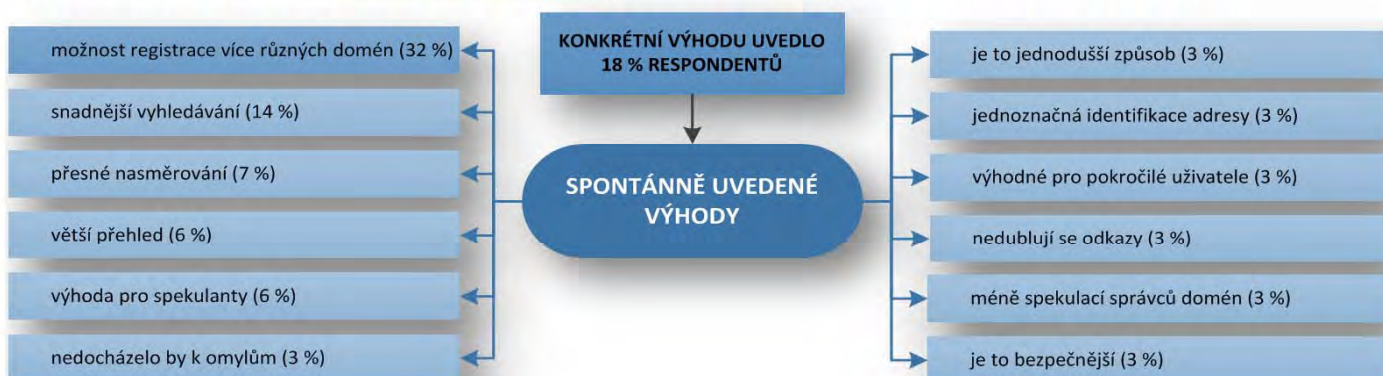 možnost registrace více různých domén (32 %)
snadnější vyhledávání (14 %)
přesné nasměrování (7 %)
větší přehled (6 %)
výhoda pro spekulanty (6 %)
nedocházelo by k omylům (3 %)
KONKRÉTNÍ VÝHODU UVEDLO
18 % RESPONDENTŮ
SPONTÁNNĚ UVEDENÉ
VÝHODY
je to jednodušší způsob (3 %)
jednoznačná identifikace adresy (3 %)
výhodné pro pokročilé uživatele (3 %)
nedublují se odkazy (3 %)
méně spekulací správců domén (3 %)
je to bezpečnější (3 %)